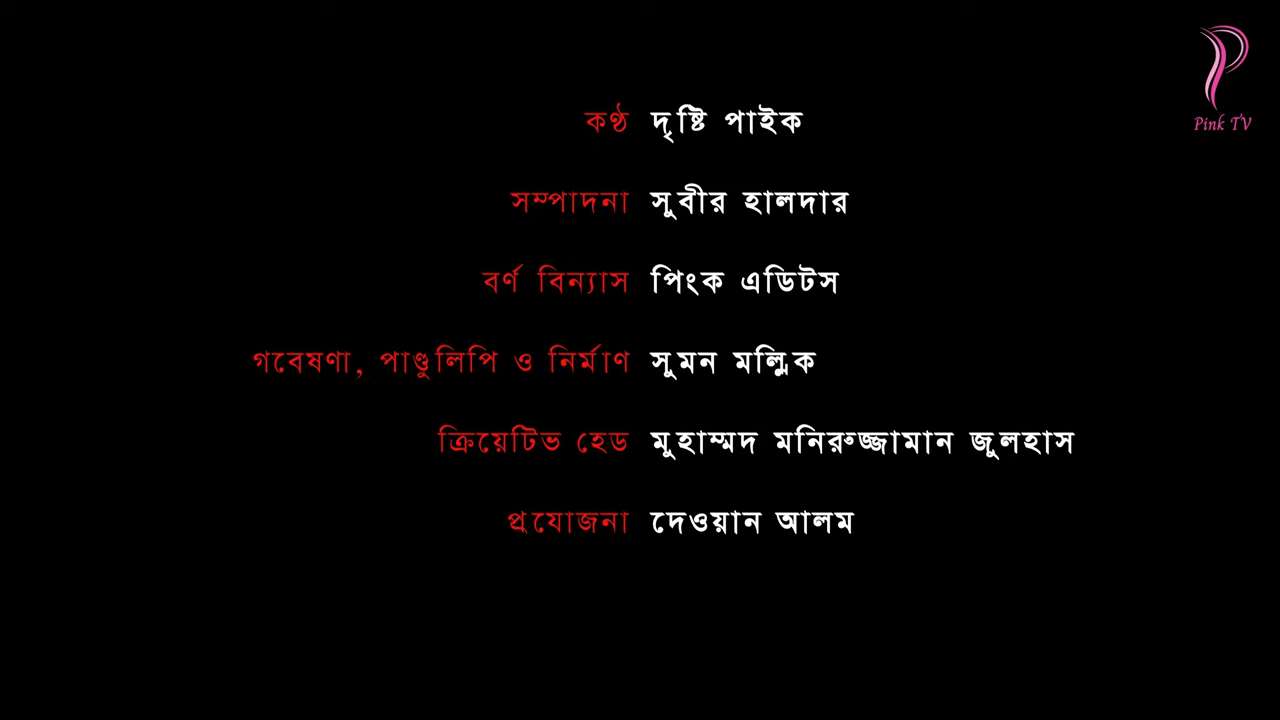 Pink TV
কণ্ঠ দৃষ্টি পাইক
সম্পাদনা সুবীর হালদার
বর্ণ বিন্যাস পিংক এডিটস
গবেষণা, পাণ্ডুলিপি ও নির্মাণ সুমন মল্লিক
ক্রিয়েটিভ হেড মুহাম্মদ মনিরুজ্জামান জুলহাস
প্রযোজনা দেওয়ান আলম